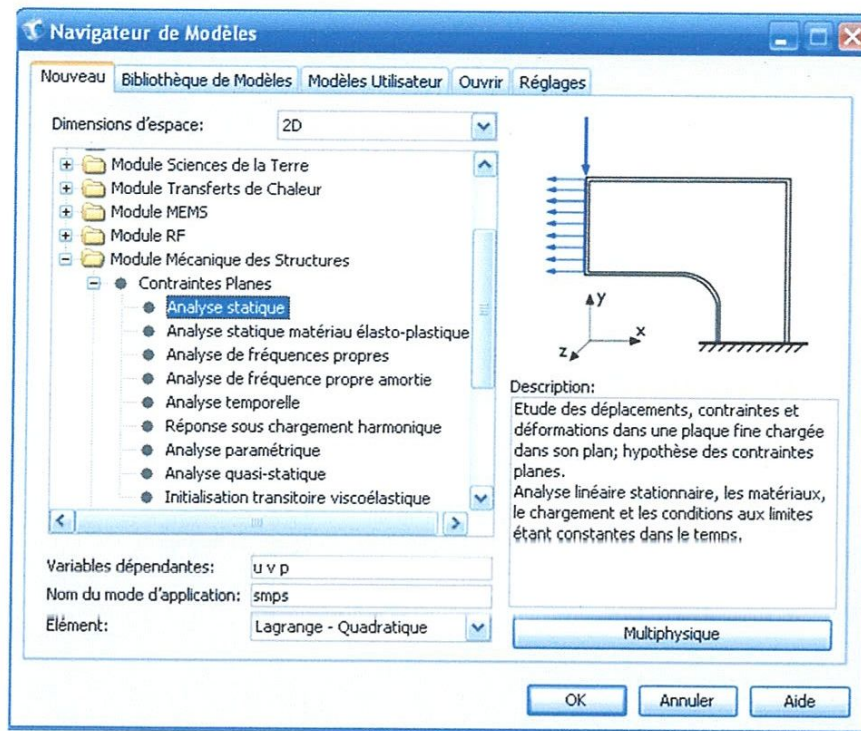 Navigateur de Modèles
Nouveau Bibliothèque de Modèles Modèles Utilisateur Ouvrir Réglages
Dimensions d'espace: 2D
Module Sciences de la Terre
Module Transferts de Chaleur
Module MEMS
Module RF
Module Mécanique des Structures
Contraintes Planes
Analyse statique
Analyse statique matériau élasto-plastique
Analyse de fréquences propres
Analyse de fréquence propre amortie
Analyse temporelle
Réponse sous chargement harmonique
Analyse paramétrique
Analyse quasi-statique
Initialisation transitoire viscoélastique
Variables dépendantes: u v p
Nom du mode d'application: smps
Elément: Lagrange - Quadratique
y
x
z
Description:
Etude des déplacements, contraintes et
déformations dans une plaque fine chargée
dans son plan; hypothèse des contraintes
planes.
Analyse linéaire stationnaire, les matériaux,
le chargement et les conditions aux limites
étant constantes dans le temps.
Multiphysique
OK Annuler Aide